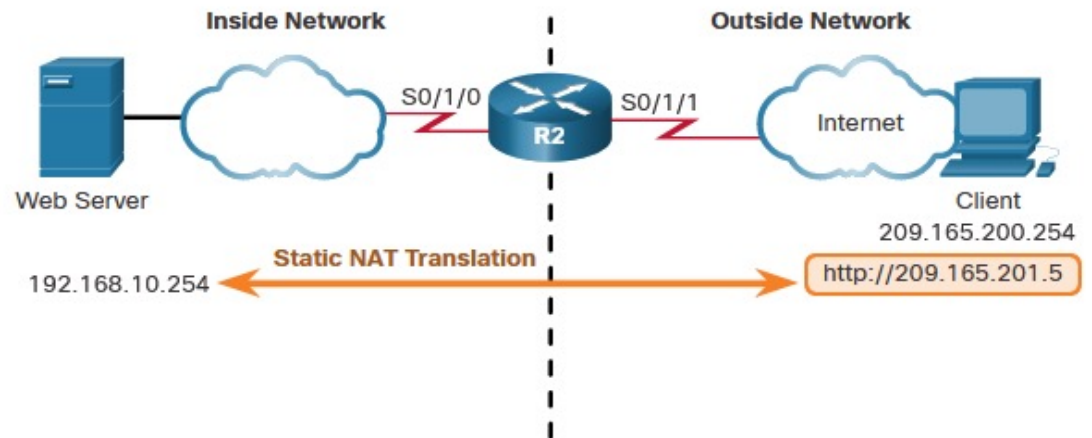 Inside Network
Outside Network
S0/1/0
S0/1/1
R2
Internet
Web Server
Client
209.165.200.254
Static NAT Translation
192.168.10.254
http://209.165.201.5